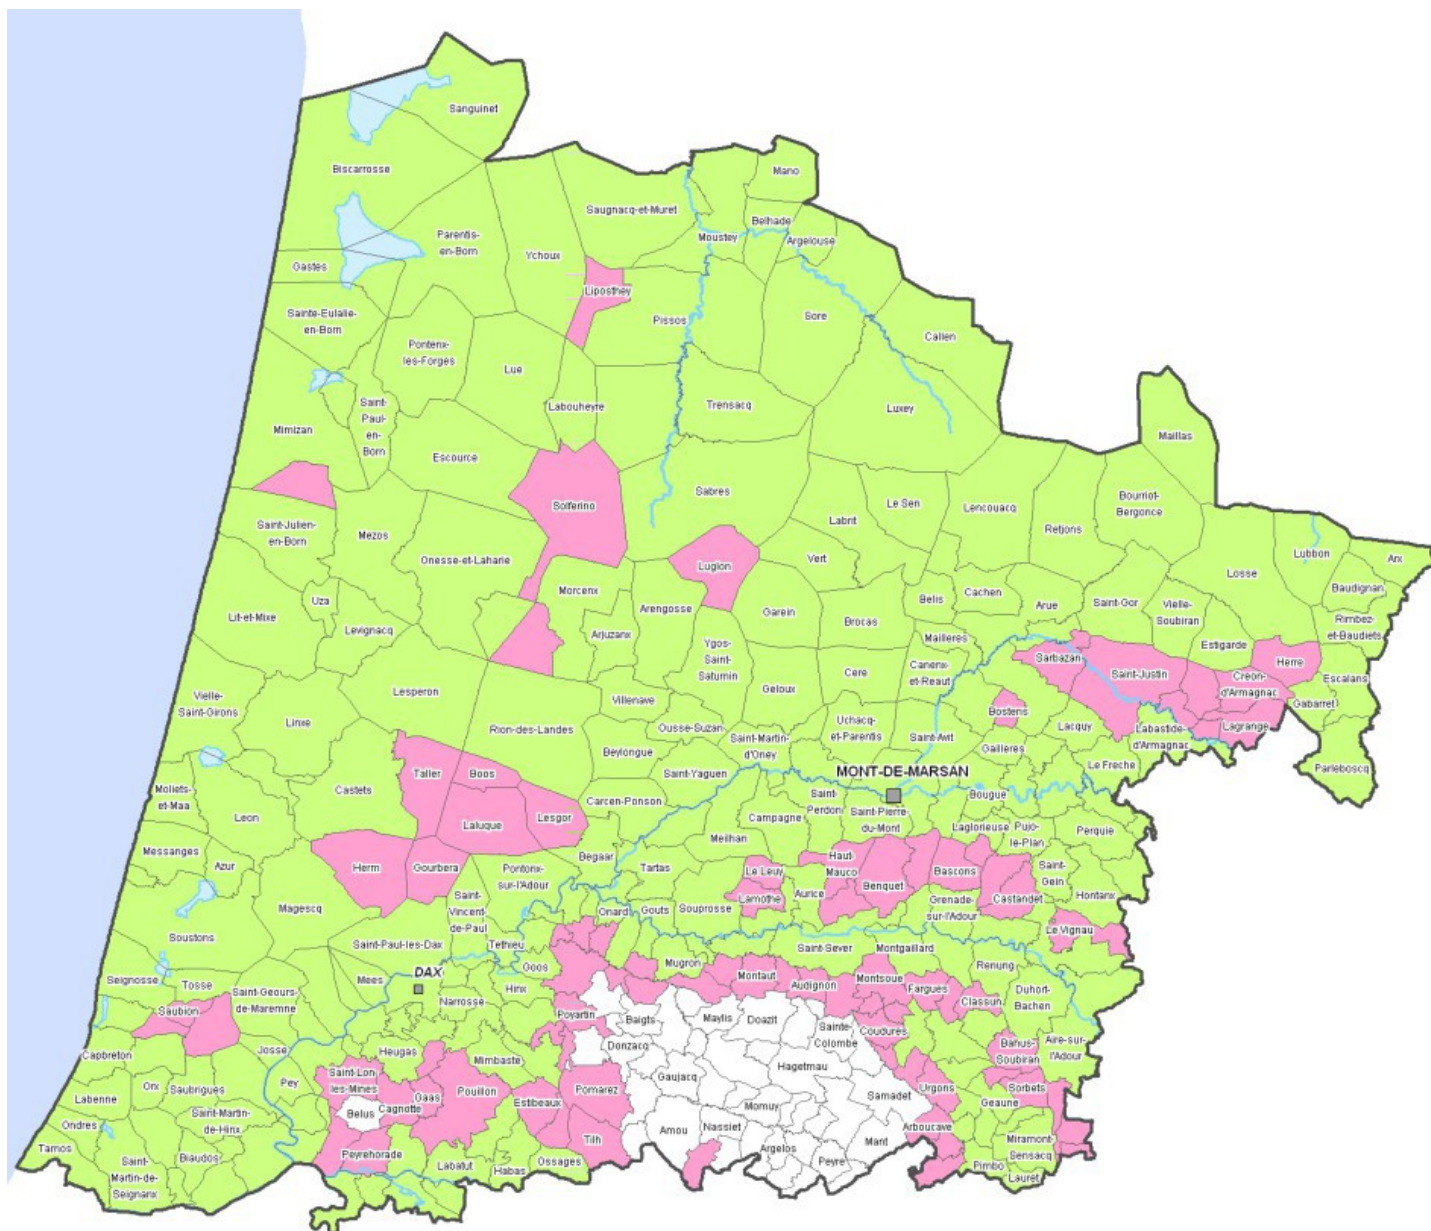 Sanguinet
Biscarrosse
Mano
Saugnacq-et-Muret
Belhade
Moustey
Argelouse
Parentis-
en-Born
Ychoux
Gastes
Liposthey
Sainte-Eulalie-
en-Born
Pissos
Sore
Callen
Pontenx-
les-Forges
Lue
Labouheyre
Trensacq
Luxey
Saint-
Paul-
en-
Born
Mimizan
Maillas
Escource
Solferino
Sabres
Le Sen
Lencouacq
Bourriot-
Bergonce
Labrit
Retjons
Saint-Julien-
en-Born
Mezos
Onesse-et-Laharie
Luglon
Vert
Lubbon
Arx
Losse
Baudignan
Morcenx
Uza
Lit-et-Mixe
Levignacq
Arengosse
Garein
Belis
Cachen
Arue
Saint-Gor
Vielle-
Soubiran
Rimbez-
et-Baudiets
Arjuzanx
Brocas
Mailleres
Estigarde
Ygos-
Saint-
Saturnin
Sarbazan
Saint-Justin
Herre
Creon-
d'Armagnac
Escalans
Gabarret
Vielle-
Saint-Girons
Linxe
Lesperon
Villenave
Geloux
Cere
Canenx-
et-Reaut
Bostens
Lacquy
Labastide-
d'Armagnac
Lagrange
Rion-des-Landes
Ousse-Suzan
Beylongue
Saint-Martin-
d'Oney
Uchacq-
et-Parentis
Saint-Avit
Gailleres
Le Freche
Parleboscq
Taller
Boos
Saint-Yaguen
MONT-DE-MARSAN
Moliets-
et-Maa
Castets
Leon
Laluque
Lesgor
Carcen-Ponson
Campagne
Saint-
Perdon
Saint-Pierre-
du-Mont
Bougue
Laglorieuse
Pujo-
le-Plan
Perquie
Messanges
Azur
Herm
Gourbera
Pontonx-
sur-l'Adour
Begaar
Tartas
Meilhan
Le Leuy
Lamothe
Haut-
Mauco
Benquet
Bascons
Castandet
Saint-
Gein
Hontanx
Magescq
Saint-
Vincent-
de-Paul
Onard
Gouts
Souprosse
Aurice
Grenade-
sur-l'Adour
Le Vignau
Soustons
Saint-Paul-les-Dax
Tethieu
Saint-Sever
Montgaillard
Seignosse
Tosse
Mees
DAX
Goos
Hinx
Mugron
Montaut
Audignon
Montsoue
Fargues
Renung
Classun
Duhort-
Bachen
Saint-Geours-
de-Maremne
Narrosse
Saubion
Poyartin
Baigts
Maylis
Doazit
Sainte-
Colombe
Coudures
Capbreton
Josse
Heugas
Mimbaste
Donzacq
Bahus-
Soubiran
Aire-sur-
l'Adour
Orx
Saubrigues
Pey
Saint-Lon-
les-Mines
Gaas
Pouillon
Estibeaux
Pomarez
Gaujacq
Hagetmau
Samadet
Urgons
Sorbets
Geaune
Labenne
Saint-Martin-
de-Hinx
Belus
Cagnotte
Momuy
Arboucave
Ondres
Tarnos
Biaudos
Peyrehorade
Tilh
Amou
Nassiet
Argelos
Mant
Miramont-
Sensacq
Saint-
Martin-de-
Seignanx
Labatut
Habas
Ossages
Peyre
Pimbo
Lauret